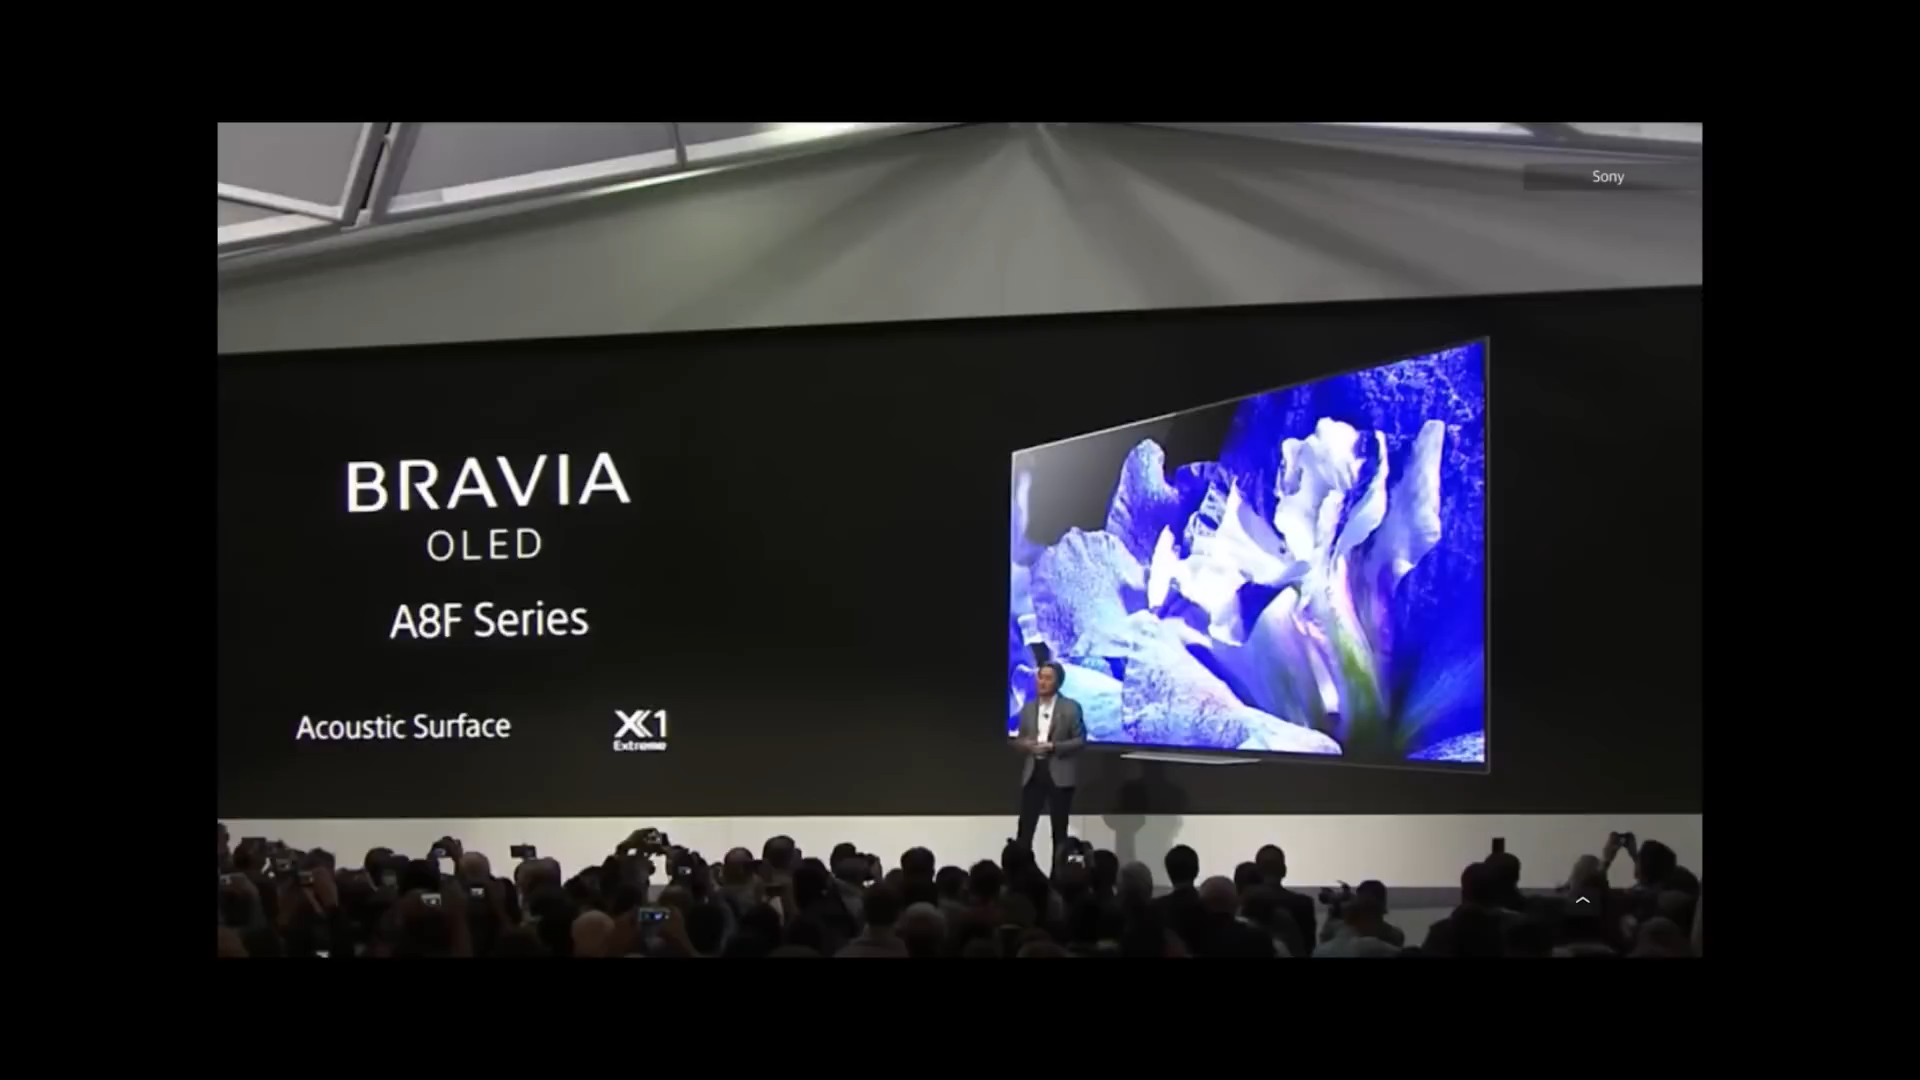 Sony
BRAVIA
OLED
A8F Series
Acoustic Surface
X1
Extreme